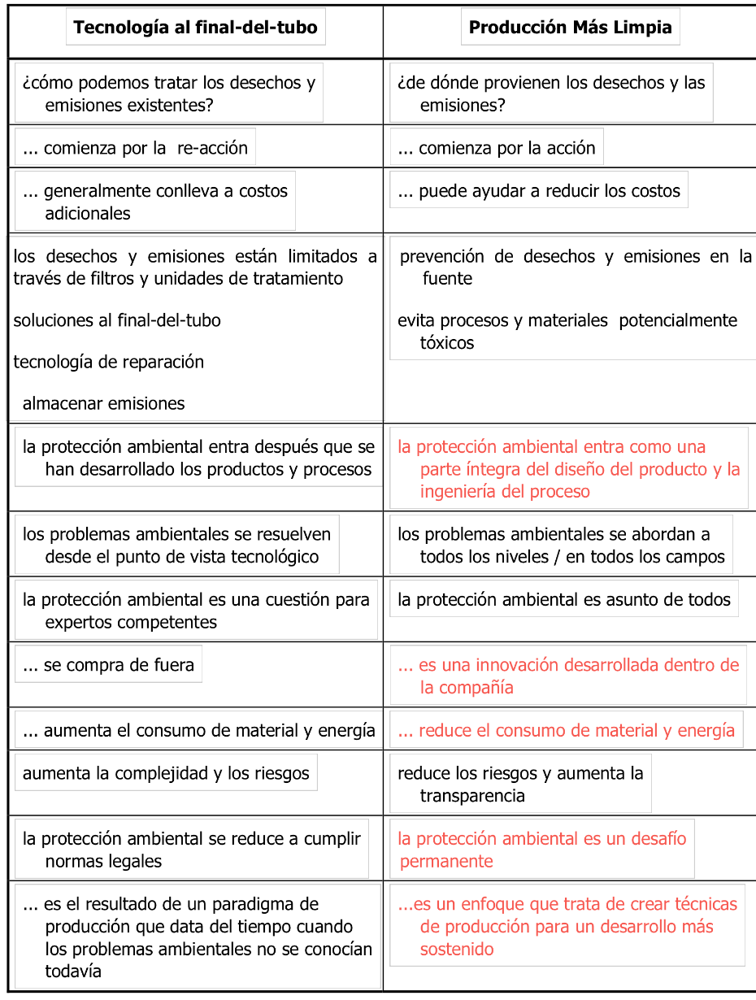 Tecnología al final-del-tubo
Producción Más Limpia
¿cómo podemos tratar los desechos y
emisiones existentes?
¿de dónde provienen los desechos y las
emisiones?
... comienza por la  re-acción
... comienza por la acción
... generalmente conlleva a costos
adicionales
... puede ayudar a reducir los costos
los desechos y emisiones están limitados a
través de filtros y unidades de tratamiento
soluciones al final-del-tubo
tecnología de reparación
almacenar emisiones
prevención de desechos y emisiones en la
fuente
evita procesos y materiales  potencialmente
tóxicos
la protección ambiental entra después que se
han desarrollado los productos y procesos
la protección ambiental entra como una
parte íntegra del diseño del producto y la
ingeniería del proceso
los problemas ambientales se resuelven
desde el punto de vista tecnológico
los problemas ambientales se abordan a
todos los niveles / en todos los campos
la protección ambiental es una cuestión para
expertos competentes
la protección ambiental es asunto de todos
... se compra de fuera
... es una innovación desarrollada dentro de
la compañía
... aumenta el consumo de material y energía
... reduce el consumo de material y energía
aumenta la complejidad y los riesgos
reduce los riesgos y aumenta la
transparencia
la protección ambiental se reduce a cumplir
normas legales
la protección ambiental es un desafío
permanente
... es el resultado de un paradigma de
producción que data del tiempo cuando
los problemas ambientales no se conocían
todavía
...es un enfoque que trata de crear técnicas
de producción para un desarrollo más
sostenido